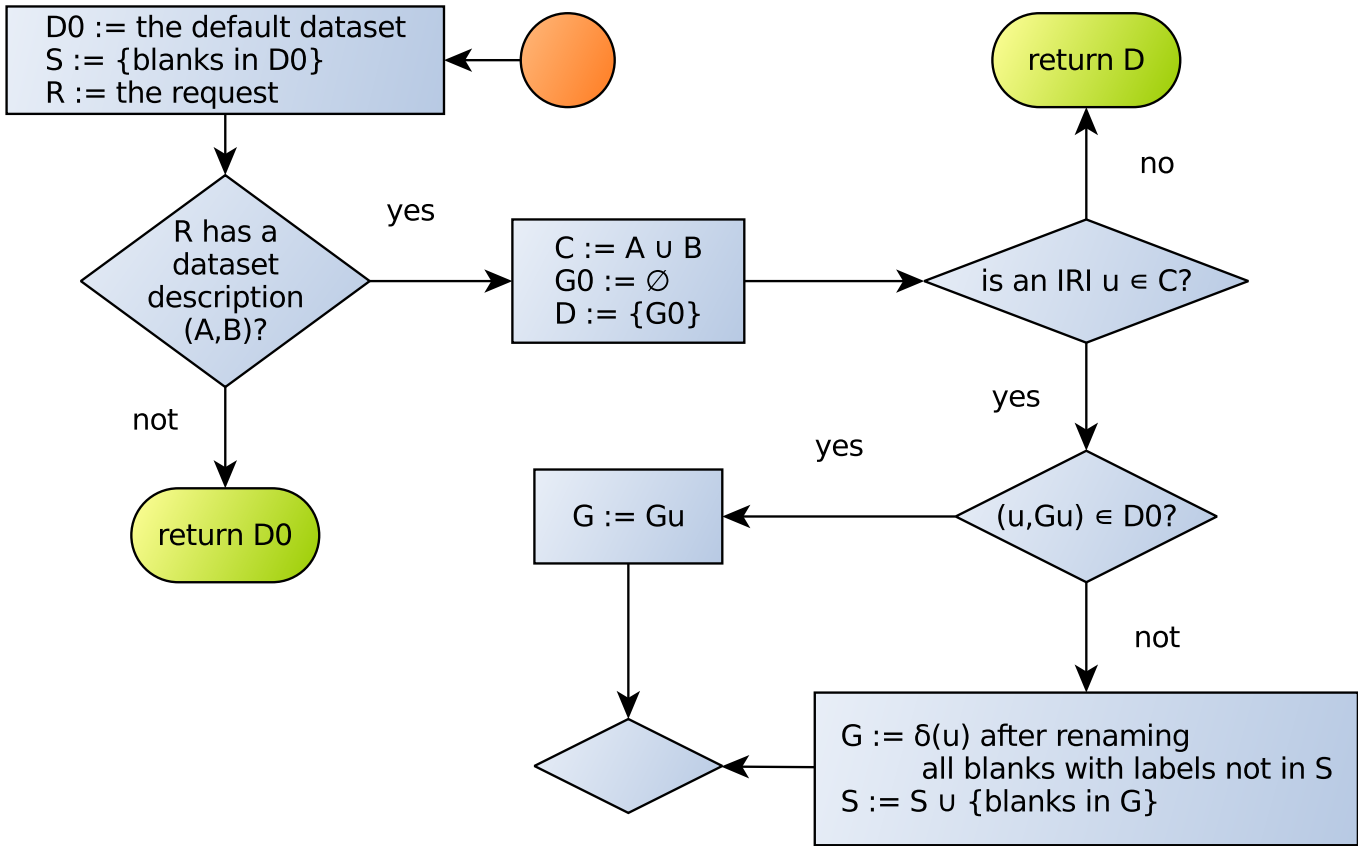 D0 := the default dataset
S := {blanks in D0}
R := the request
return D
no
R has a
dataset
description
(A,B)?
yes
C := A ∪ B
G0 := ∅
D := {G0}
is an IRI u ∈ C?
not
yes
return D0
yes
G := Gu
(u,Gu) ∈ D0?
not
G := δ(u) after renaming
all blanks with labels not in S
S := S ∪ {blanks in G}